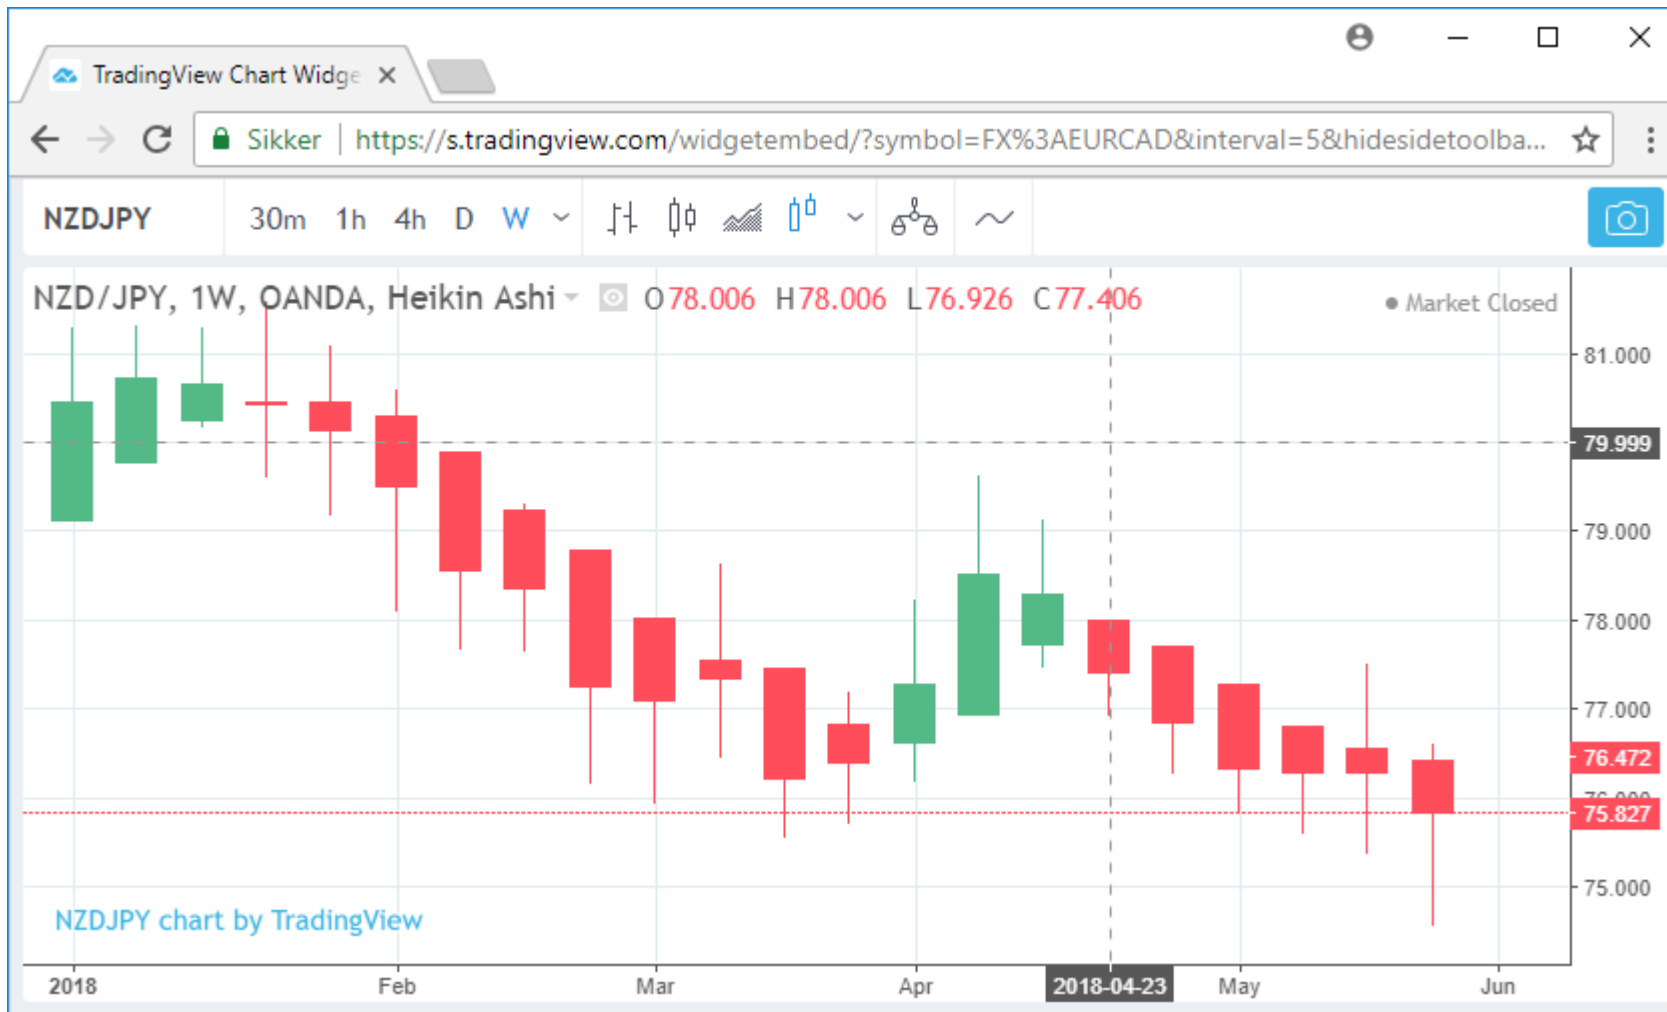 TradingView Chart Widge
Sikker https://s.tradingview.com/widgetembed/?symbol=FX%3AEURCAD&interval=5&hidesidetoolba...
NZDJPY 30m 1h 4h D W
NZD/JPY, 1W, OANDA, Heikin Ashi O78.006 H78.006 L76.926 C77.406 Market Closed
81.000
79.999
79.000
78.000
77.000
76.472
76.000
75.827
75.000
NZDJPY chart by TradingView
2018 Feb Mar Apr 2018-04-23 May Jun